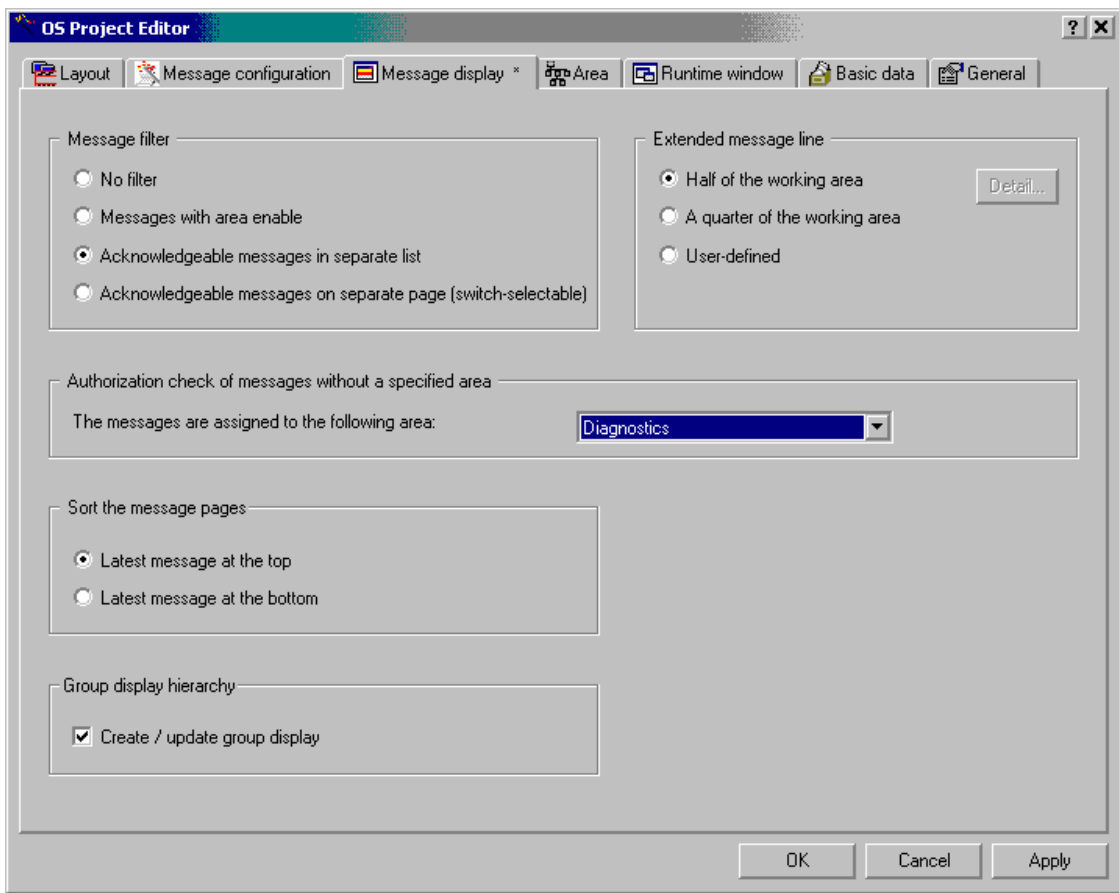 OS Project Editor
Layout
Message configuration
Message display *
Area
Runtime window
Basic data
General
Message filter
No filter
Messages with area enable
Acknowledgeable messages in separate list
Acknowledgeable messages on separate page (switch-selectable)
Extended message line
Half of the working area
Detail...
A quarter of the working area
User-defined
Authorization check of messages without a specified area
The messages are assigned to the following area:
Diagnostics
Sort the message pages
Latest message at the top
Latest message at the bottom
Group display hierarchy
Create / update group display
OK
Cancel
Apply